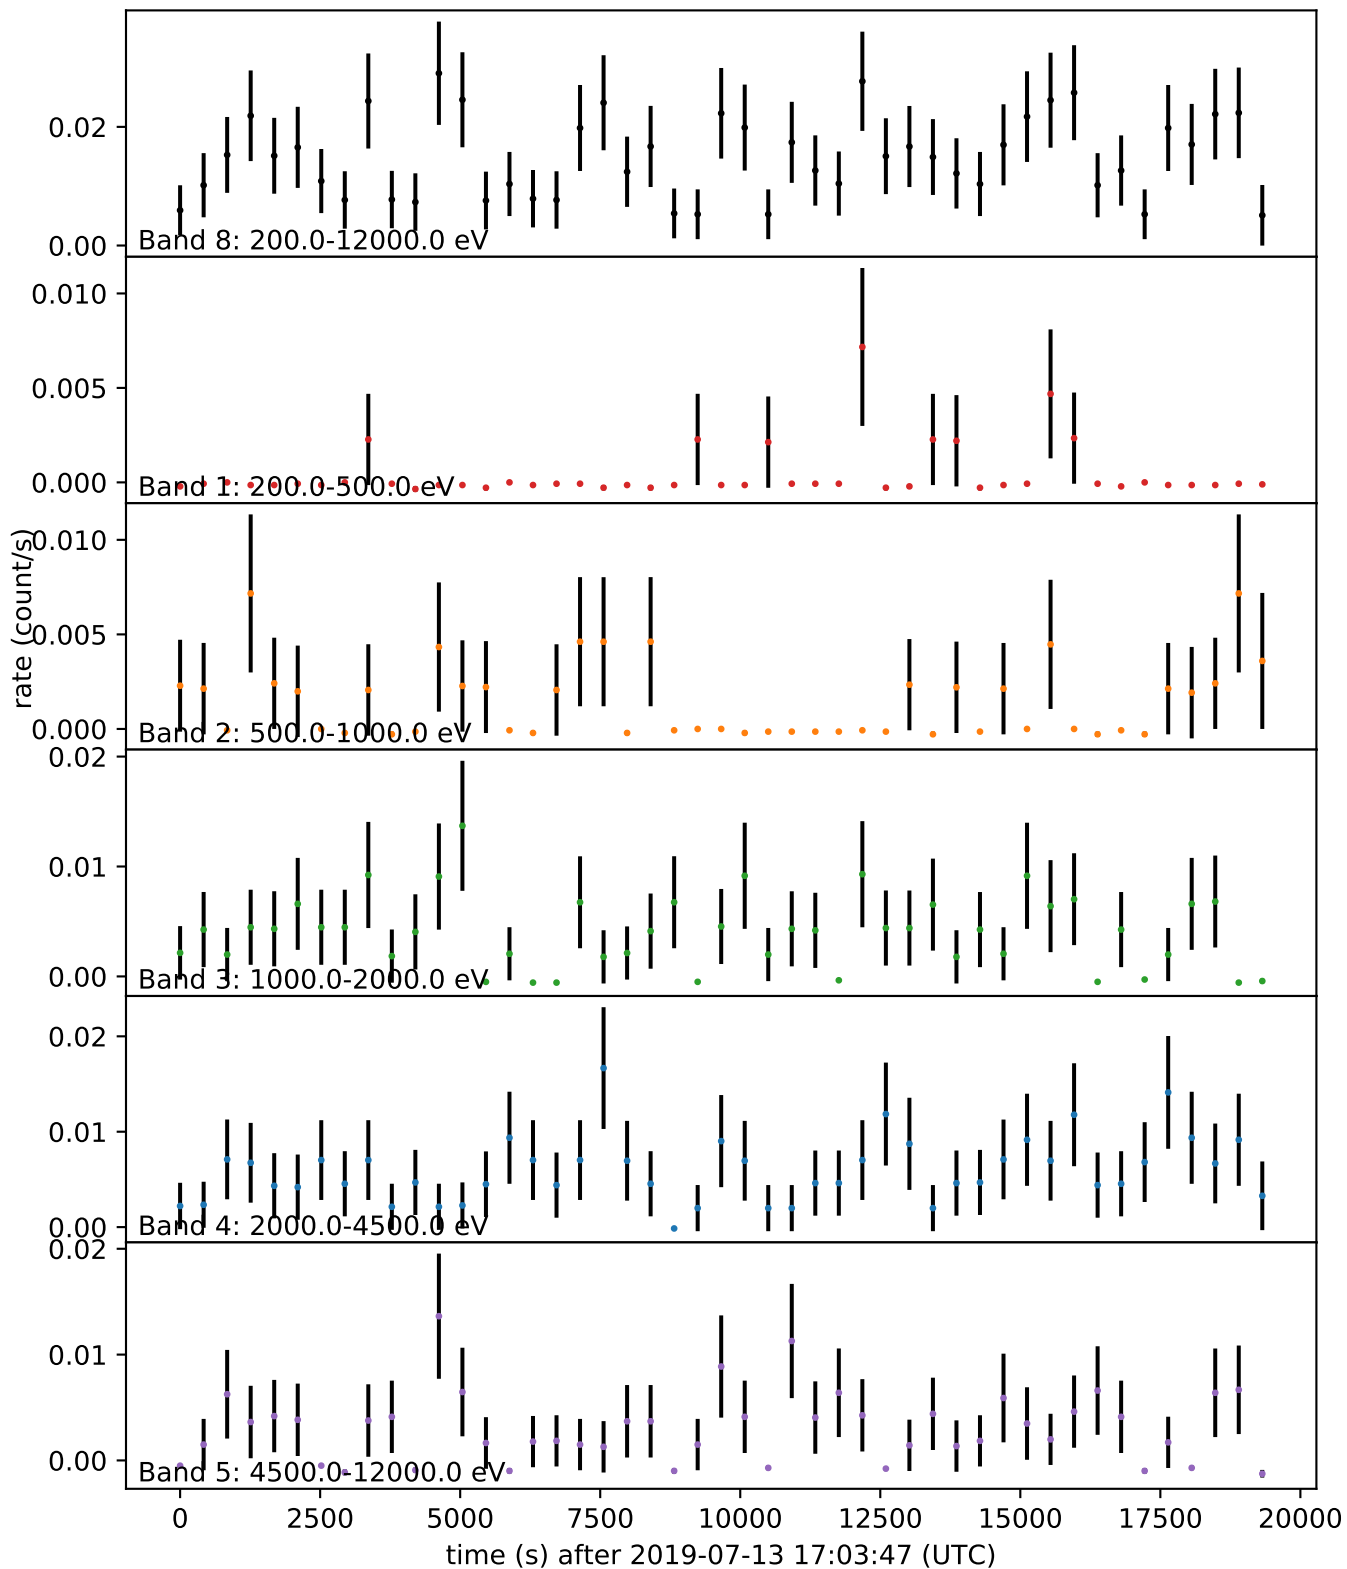 0.02
0.00
Band 8: 200.0-12000.0 eV
0.010
0.005
0.000
Band 1: 200.0-500.0 eV
rate (count/s)
0.010
0.005
0.000
Band 2: 500.0-1000.0 eV
0.02
0.01
0.00
Band 3: 1000.0-2000.0 eV
0.02
0.01
0.00
Band 4: 2000.0-4500.0 eV
0.02
0.01
0.00
Band 5: 4500.0-12000.0 eV
0 2500 5000 7500 10000 12500 15000 17500 20000
time (s) after 2019-07-13 17:03:47 (UTC)